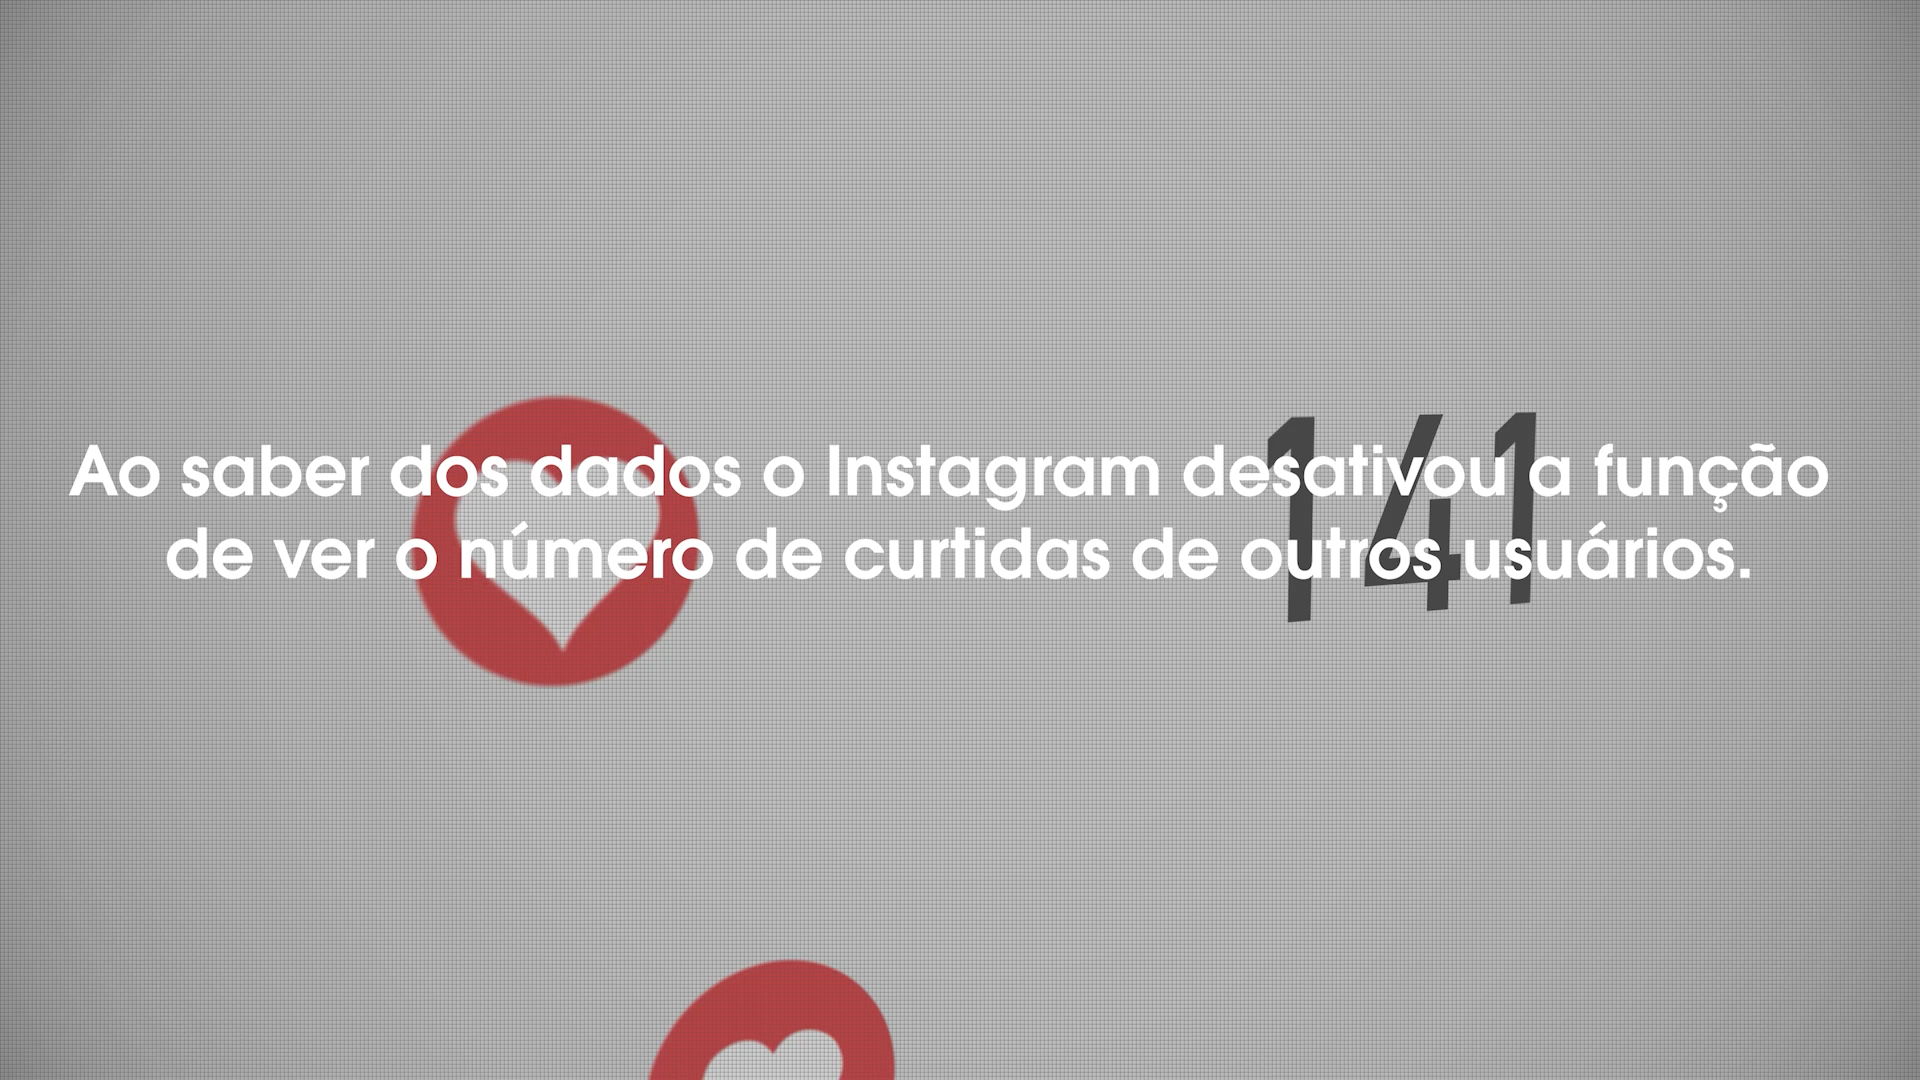 141
Ao saber dos dados o Instagram desativou a função
de ver o número de curtidas de outros usuários.